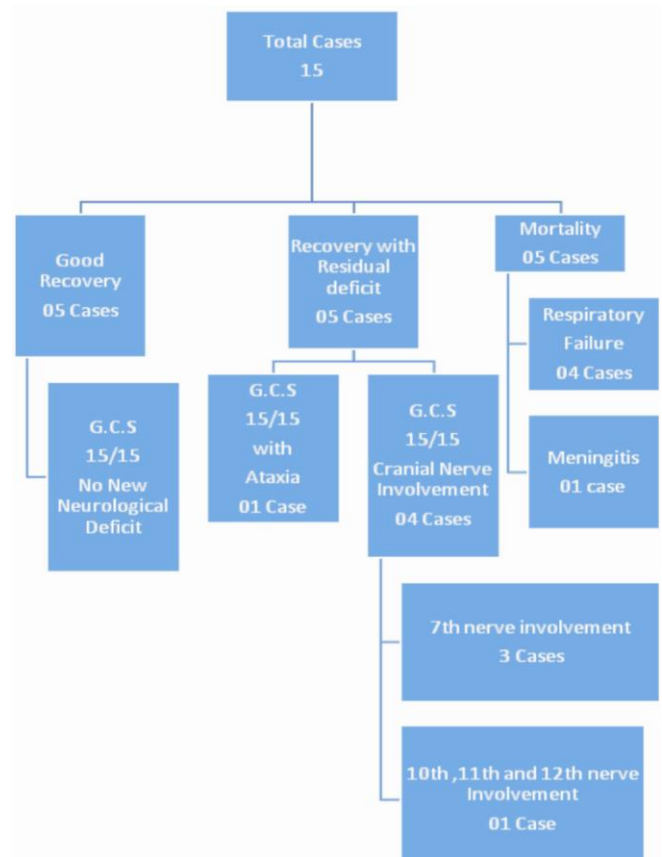 Total Cases
15
Good
Recovery
05 Cases
G.C.S
15/15
No New
Neurological
Deficit
Recovery with
Residual
deficit
05 Cases
G.C.S
15/15
with
Ataxia
01 Case
G.C.S
15/15
Cranial Nerve
Involvement
04 Cases
7th nerve involvement
3 Cases
10th ,11th and 12th nerve
Involvement
01 Case
Mortality
05 Cases
Respiratory
Failure
04 Cases
Meningitis
01 case